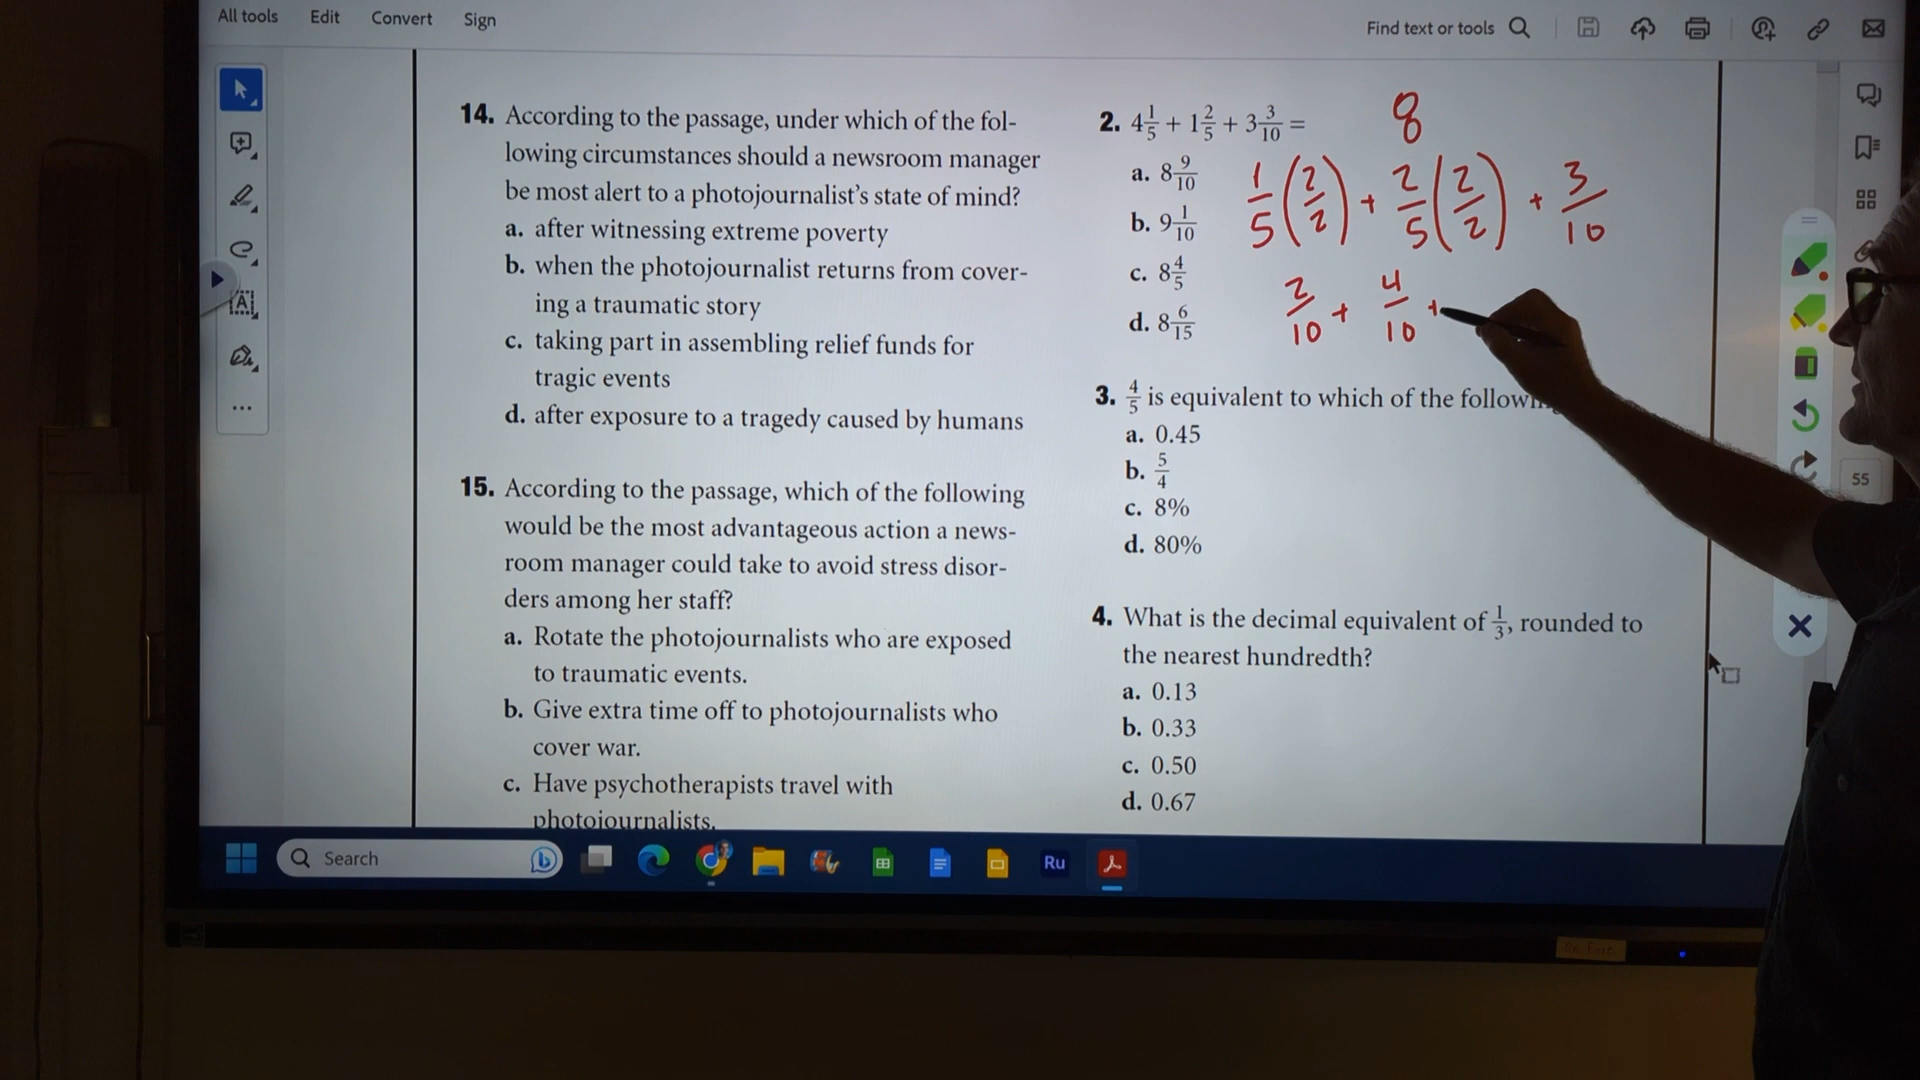 All tools Edit Convert Sign
Find text or tools
14. According to the passage, under which of the fol-
lowing circumstances should a newsroom manager
be most alert to a photojournalist's state of mind?
a. after witnessing extreme poverty
b. when the photojournalist returns from cover-
ing a traumatic story
c. taking part in assembling relief funds for
tragic events
d. after exposure to a tragedy caused by humans
15. According to the passage, which of the following
would be the most advantageous action a news-
room manager could take to avoid stress disor-
ders among her staff?
a. Rotate the photojournalists who are exposed
to traumatic events.
b. Give extra time off to photojournalists who
cover war.
c. Have psychotherapists travel with
photojournalists.
2. 4 1/5 + 1 2/5 + 3 3/10 =
a. 8 9/10
b. 9 1/10
c. 8 4/5
d. 8 6/15
8
1/5 (2/2) + 2/5 (2/2) + 3/10
2/10 + 4/10 +
3. 4/5 is equivalent to which of the follow
a. 0.45
b. 5/4
c. 8%
d. 80%
4. What is the decimal equivalent of 1/3, rounded to
the nearest hundredth?
a. 0.13
b. 0.33
c. 0.50
d. 0.67
55
Search
Ru